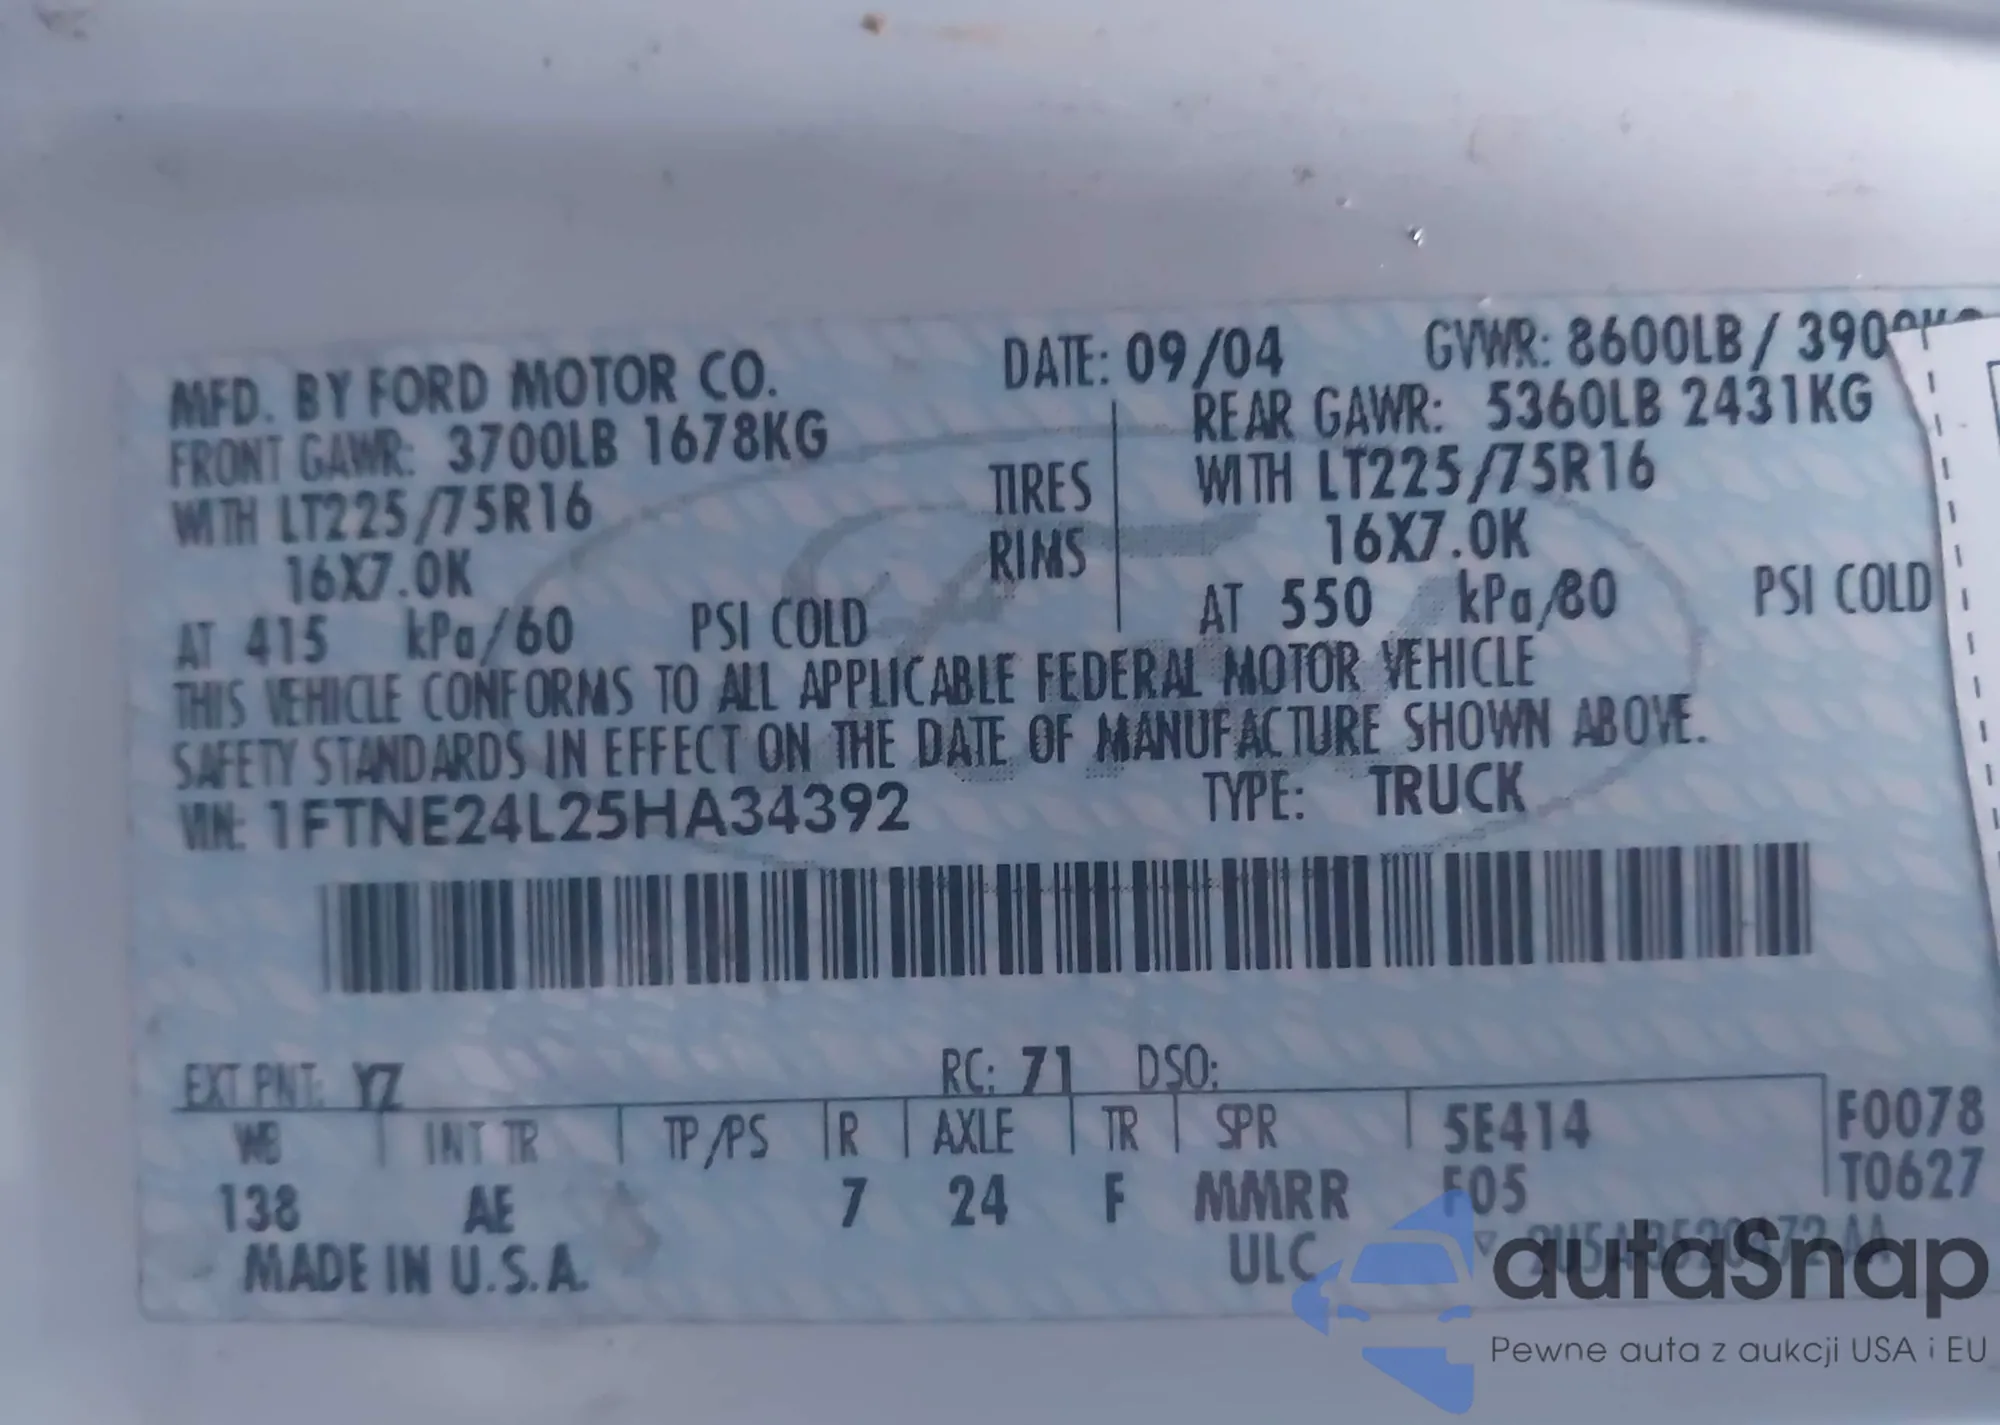 MFD. BY FORD MOTOR CO. DATE: 09/04 GVWR: 8600LB / 3900KG
FRONT GAWR: 3700LB 1678KG REAR GAWR: 5360LB 2431KG
WITH LT225/75R16 TIRES WITH LT225/75R16
16X7.0K RIMS 16X7.0K
AT 415 kPa/60 PSI COLD AT 550 kPa/80 PSI COLD
THIS VEHICLE CONFORMS TO ALL APPLICABLE FEDERAL MOTOR VEHICLE
SAFETY STANDARDS IN EFFECT ON THE DATE OF MANUFACTURE SHOWN ABOVE.
VIN: 1FTNE24L25HA34392 TYPE: TRUCK
EXT PNT: YZ RC: 71 DSO:
WB INT TR TP/PS R AXLE TR SPR 5E414 F0078
138 AE 7 24 F MMRR F05 T0627
MADE IN U.S.A. ULC
autaSnap
Pewne auta z aukcji USA i EU